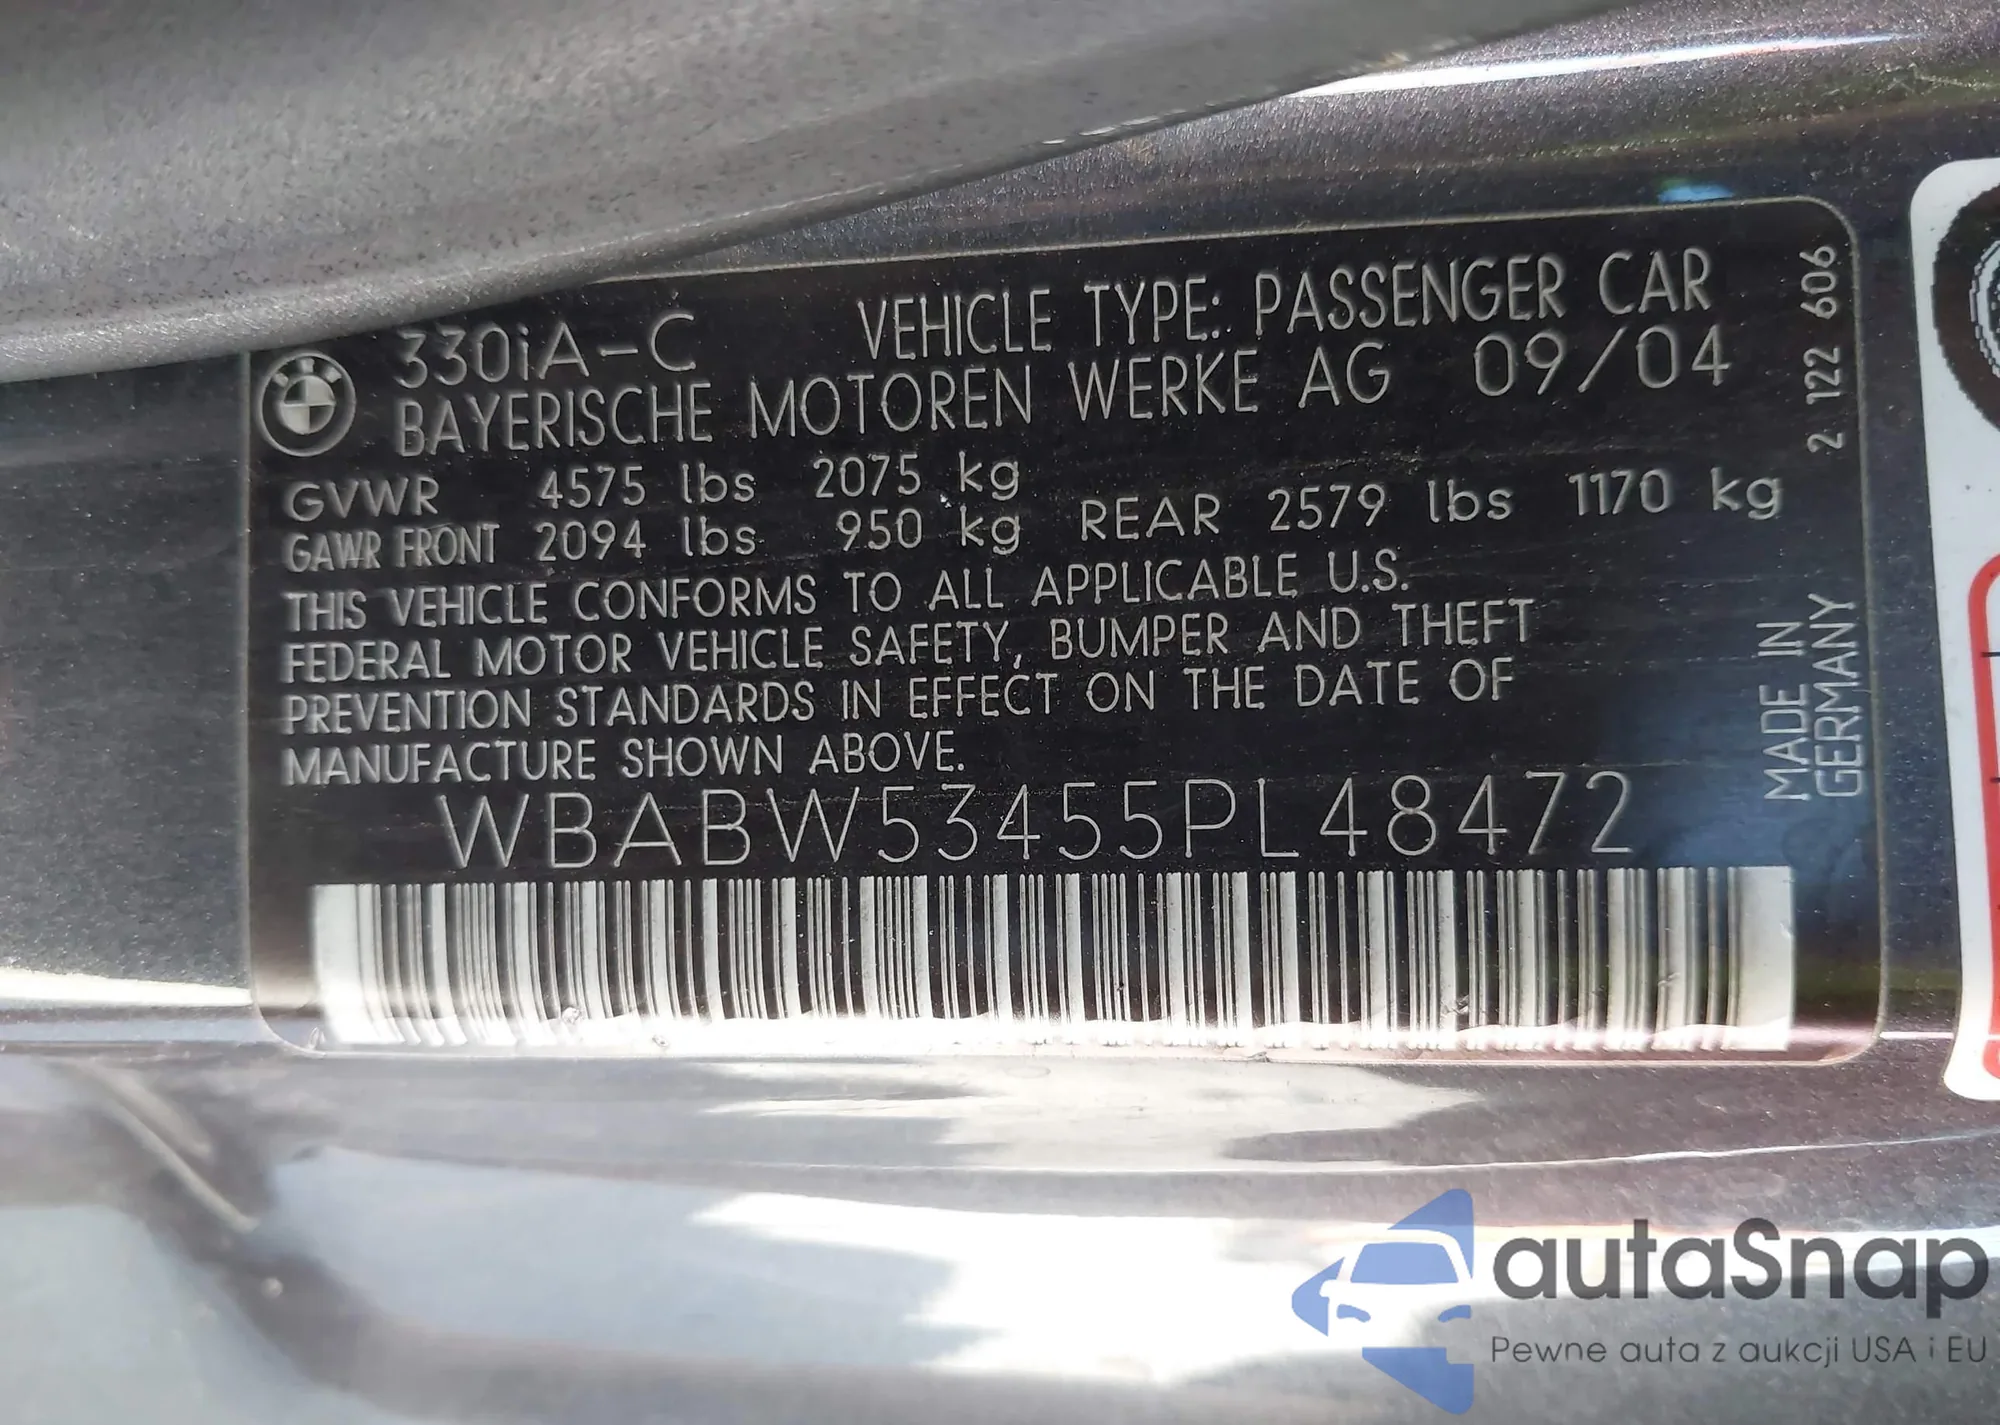 330iA-C VEHICLE TYPE: PASSENGER CAR
BAYERISCHE MOTOREN WERKE AG 09/04
GVWR 4575 lbs 2075 kg
GAWR FRONT 2094 lbs 950 kg REAR 2579 lbs 1170 kg
THIS VEHICLE CONFORMS TO ALL APPLICABLE U.S.
FEDERAL MOTOR VEHICLE SAFETY, BUMPER AND THEFT
PREVENTION STANDARDS IN EFFECT ON THE DATE OF
MANUFACTURE SHOWN ABOVE.
WBABW53455PL48472
2 122 606
MADE IN
GERMANY
autaSnap
Pewne auta z aukcji USA i EU